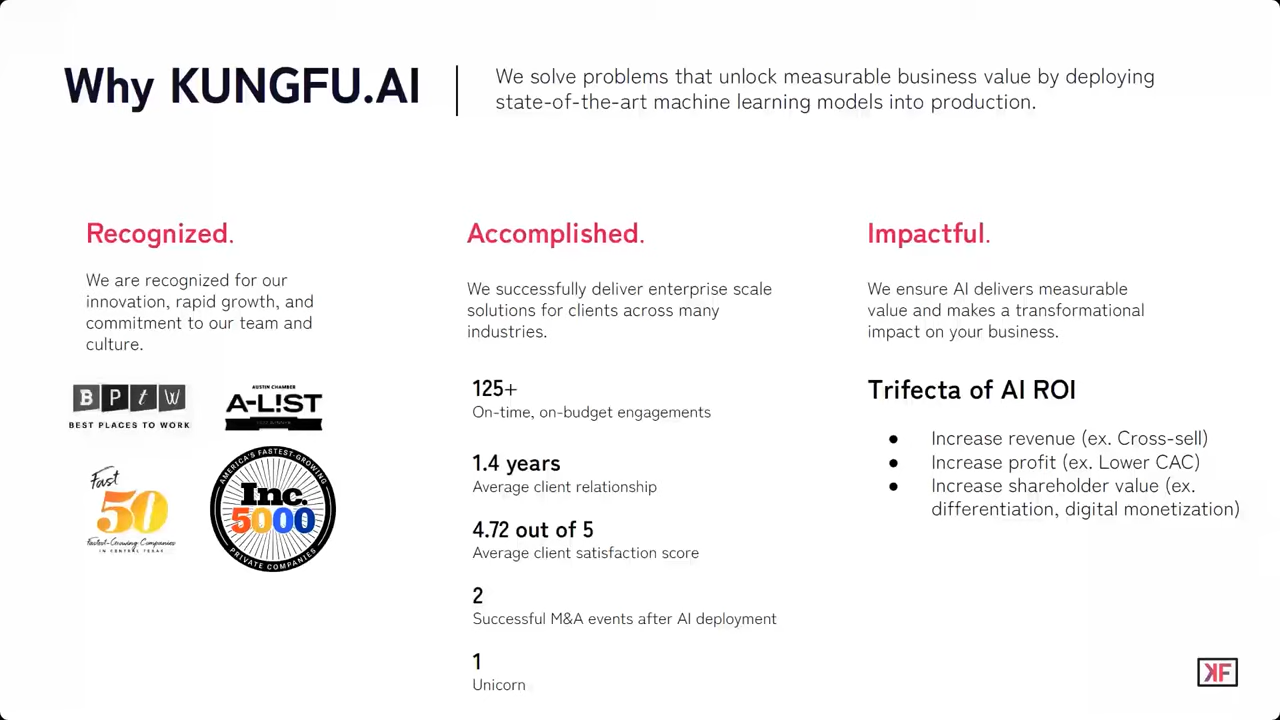 Why KUNGFU.AI
We solve problems that unlock measurable business value by deploying
state-of-the-art machine learning models into production.
Recognized.
We are recognized for our
innovation, rapid growth, and
commitment to our team and
culture.
BPtW
BEST PLACES TO WORK
AUSTIN CHAMBER
A-L!ST
Fast
50
Fastest-Growing Companies
IN CENTRAL TEXAS
AMERICA'S FASTEST-GROWING
Inc.
5000
PRIVATE COMPANIES
Accomplished.
We successfully deliver enterprise scale
solutions for clients across many
industries.
125+
On-time, on-budget engagements
1.4 years
Average client relationship
4.72 out of 5
Average client satisfaction score
2
Successful M&A events after AI deployment
1
Unicorn
Impactful.
We ensure AI delivers measurable
value and makes a transformational
impact on your business.
Trifecta of AI ROI
● Increase revenue (ex. Cross-sell)
● Increase profit (ex. Lower CAC)
● Increase shareholder value (ex.
differentiation, digital monetization)
KF